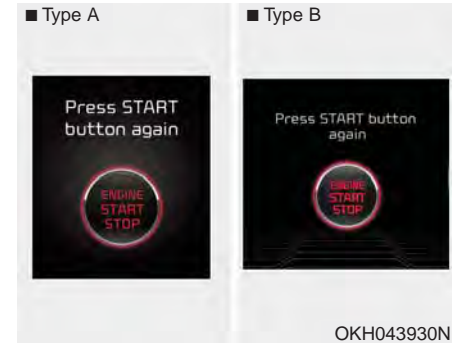 ■ Type A
Press START
button again
ENGINE
START
STOP
■ Type B
Press START button
again
ENGINE
START
STOP
OKH043930N